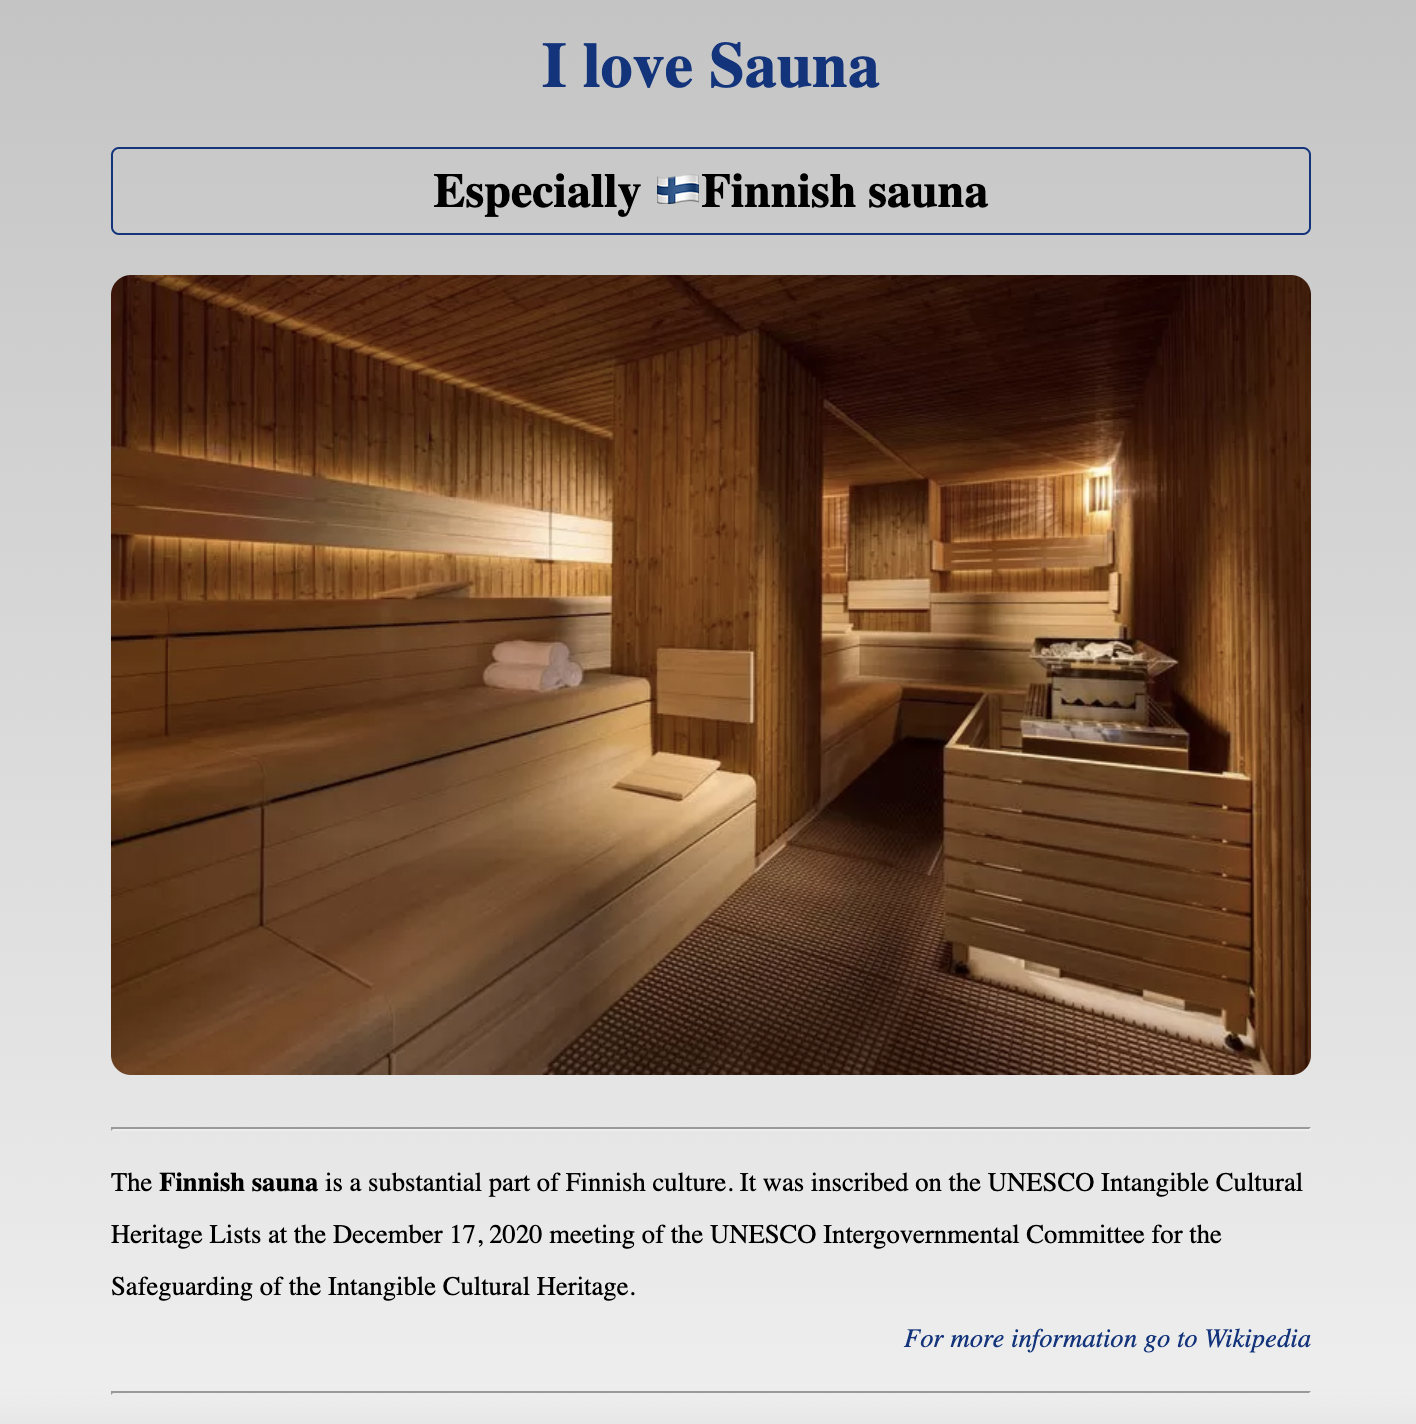 I love Sauna
Especially 🇫🇮Finnish sauna
The Finnish sauna is a substantial part of Finnish culture. It was inscribed on the UNESCO Intangible Cultural
Heritage Lists at the December 17, 2020 meeting of the UNESCO Intergovernmental Committee for the
Safeguarding of the Intangible Cultural Heritage.
For more information go to Wikipedia